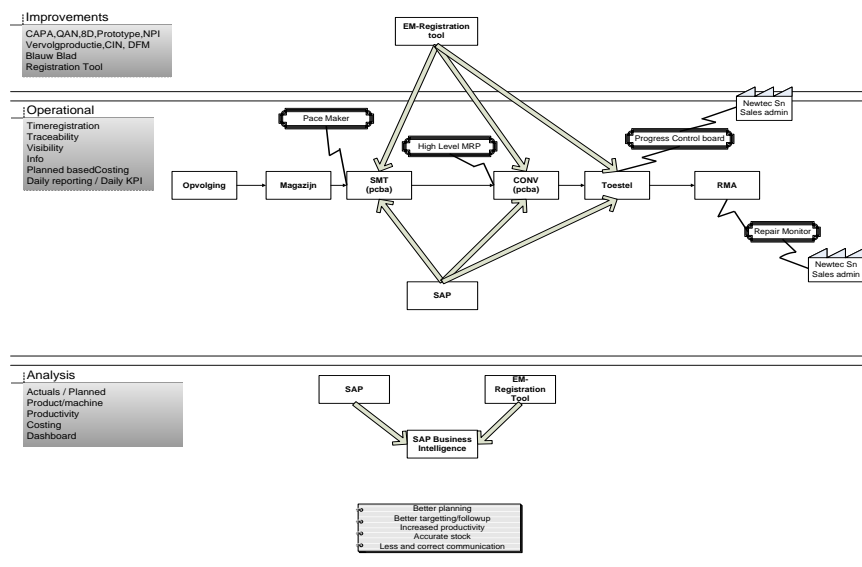 Improvements
CAPA,QAN,8D,Prototype,NPI
Vervolgproductie,CIN, DFM
Blauw Blad
Registration Tool
EM-Registration
tool
Operational
Timeregistration
Traceability
Visibility
Info
Planned basedCosting
Daily reporting / Daily KPI
Pace Maker
High Level MRP
Progress Control board
Newtec Sn
Sales admin
Opvolging
Magazijn
SMT
(pcba)
CONV
(pcba)
Toestel
RMA
Repair Monitor
Newtec Sn
Sales admin
SAP
Analysis
Actuals / Planned
Product/machine
Productivity
Costing
Dashboard
SAP
EM-
Registration
Tool
SAP Business
Intelligence
Better planning
Better targetting/followup
Increased productivity
Accurate stock
Less and correct communication